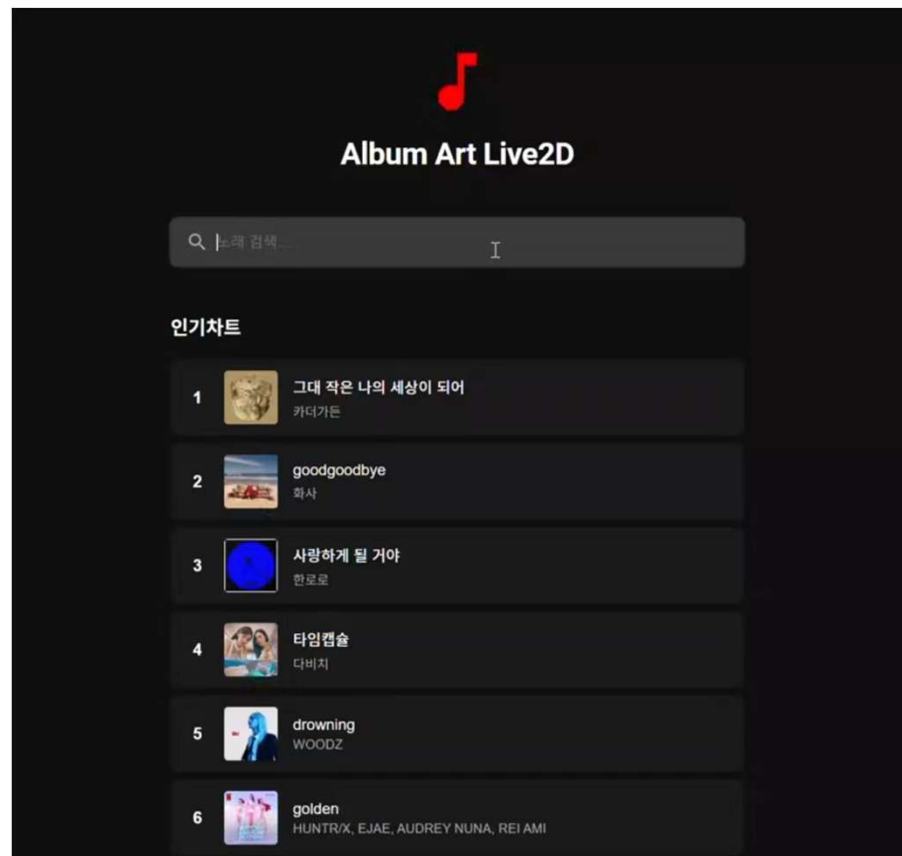 Album Art Live2D
노래 검색...
인기차트
1
그대 작은 나의 세상이 되어
카더가든
2
goodgoodbye
화사
3
사랑하게 될 거야
한로로
4
타임캡슐
다비치
5
drowning
WOODZ
6
golden
HUNTR/X, EJAE, AUDREY NUNA, REI AMI